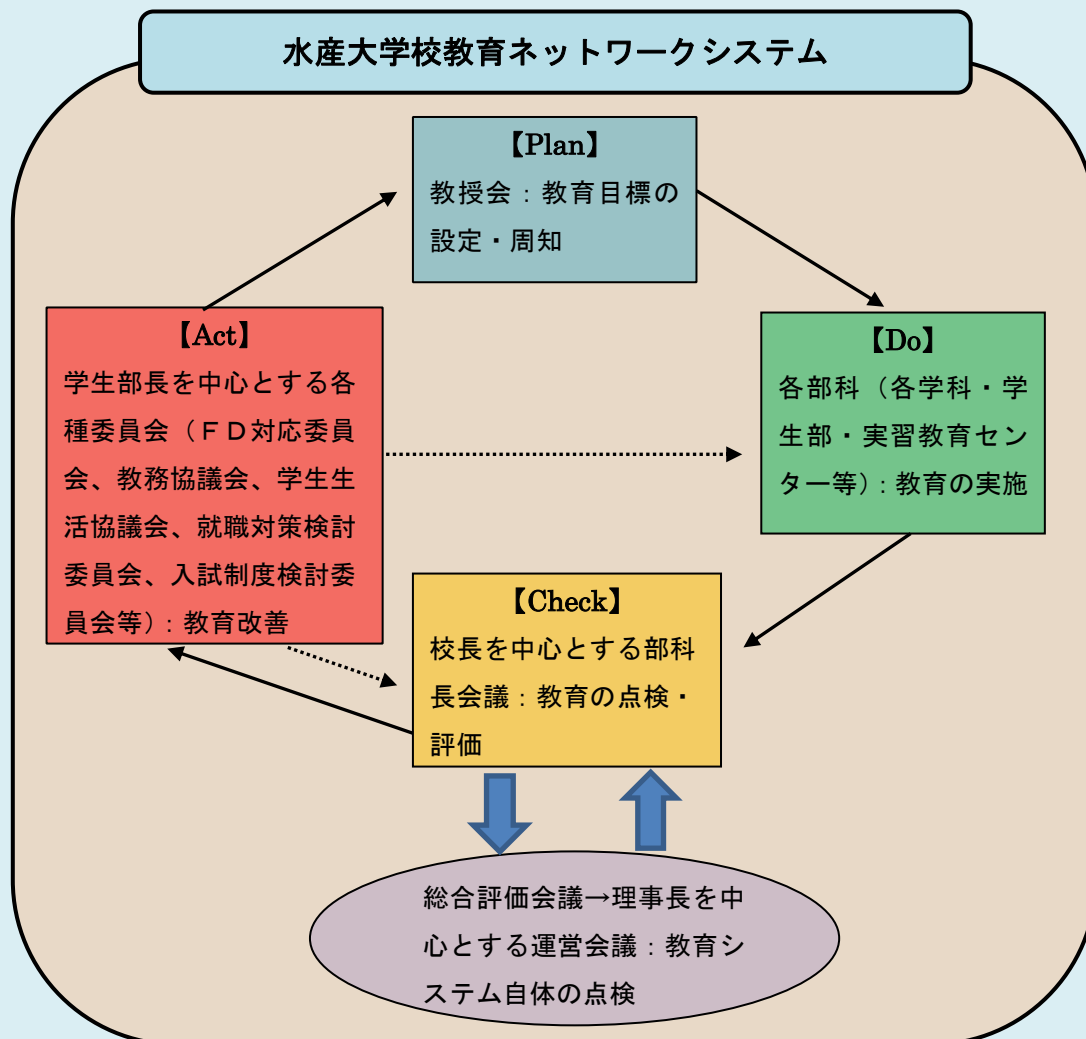 水産大学校教育ネットワークシステム
【Plan】
教授会：教育目標の
設定・周知
【Act】
学生部長を中心とする各
種委員会（ＦＤ対応委員
会、教務協議会、学生生
活協議会、就職対策検討
委員会、入試制度検討委
員会等）：教育改善
【Do】
各部科（各学科・学
生部・実習教育セン
ター等）：教育の実施
【Check】
校長を中心とする部科
長会議：教育の点検・
評価
総合評価会議→理事長を中
心とする運営会議：教育シ
ステム自体の点検